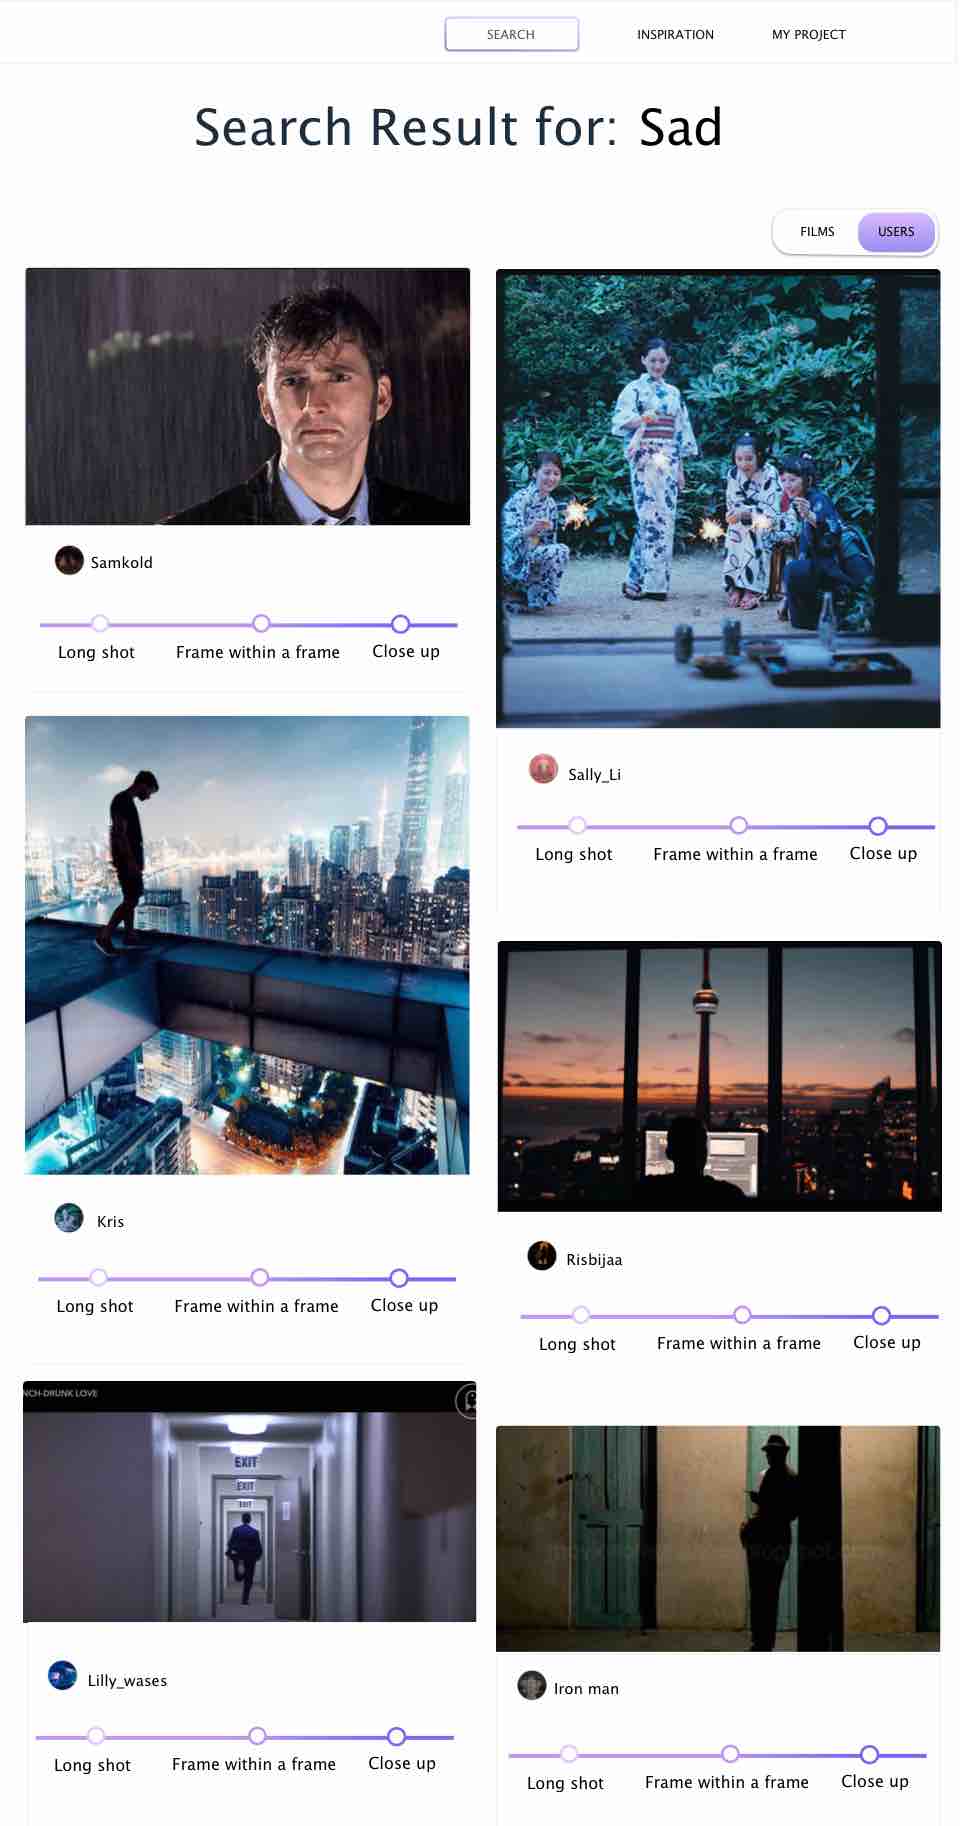 SEARCH INSPIRATION MY PROJECT
Search Result for: Sad
FILMS USERS
Samkold
Long shot Frame within a frame Close up
Sally_Li
Long shot Frame within a frame Close up
Kris
Long shot Frame within a frame Close up
Risbijaa
Long shot Frame within a frame Close up
NCH-DRUNK LOVE
EXIT
EXIT
EXIT
Lilly_wases
Long shot Frame within a frame Close up
Iron man
Long shot Frame within a frame Close up